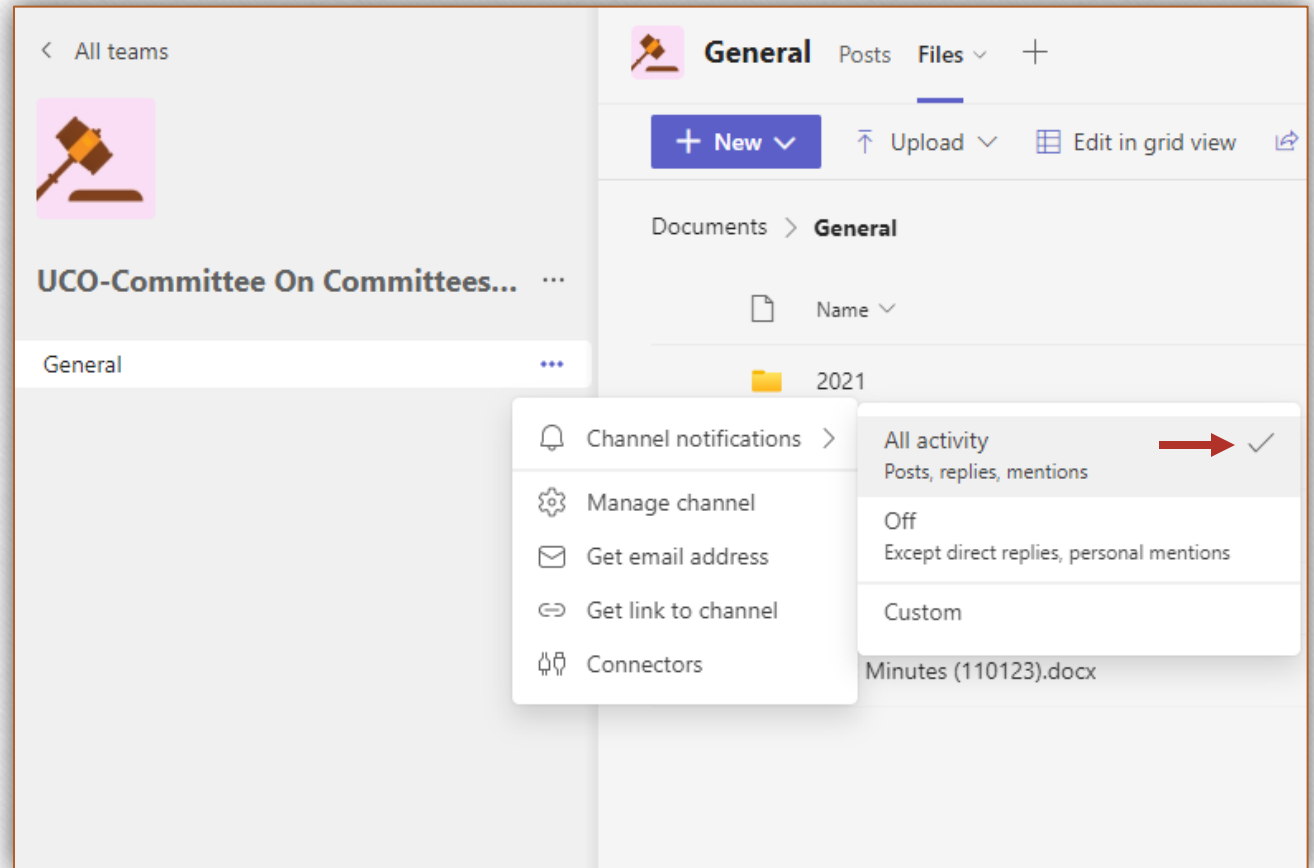 All teams
UCO-Committee On Committees...
General
General Posts Files
New Upload Edit in grid view
Documents > General
Name
2021
Channel notifications
Manage channel
Get email address
Get link to channel
Connectors
All activity
Posts, replies, mentions
Off
Except direct replies, personal mentions
Custom
Minutes (110123).docx